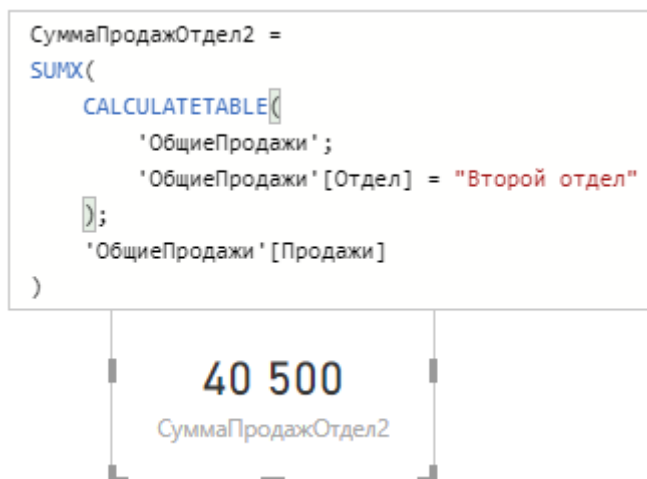 СуммаПродажОтдел2 =
SUMX(
CALCULATETABLE(
'ОбщиеПродажи';
'ОбщиеПродажи'[Отдел] = "Второй отдел"
);
'ОбщиеПродажи'[Продажи]
)
40 500
СуммаПродажОтдел2